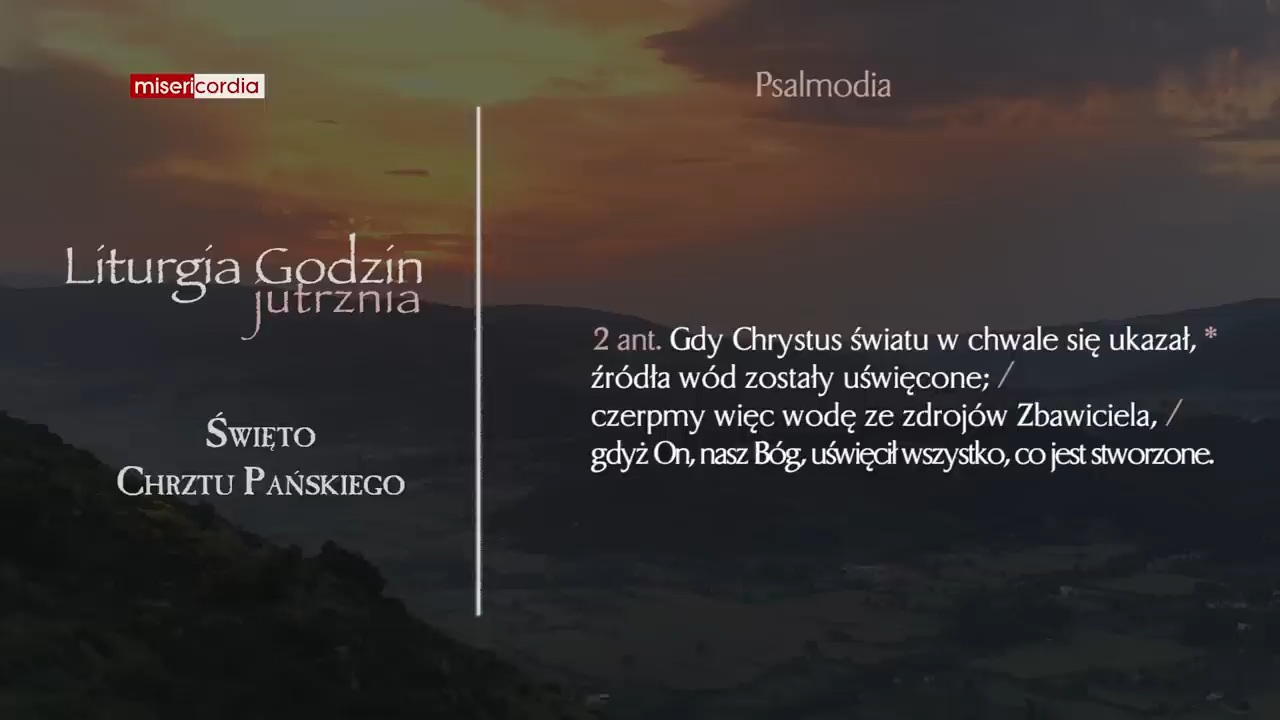 misericordia
Psalmodia
Liturgia Godzin
jutrznia
Święto
Chrztu Pańskiego
2 ant. Gdy Chrystus światu w chwale się ukazał, *
źródła wód zostały uświęcone; /
czerpmy więc wodę ze zdrojów Zbawiciela, /
gdyż On, nasz Bóg, uświęcił wszystko, co jest stworzone.